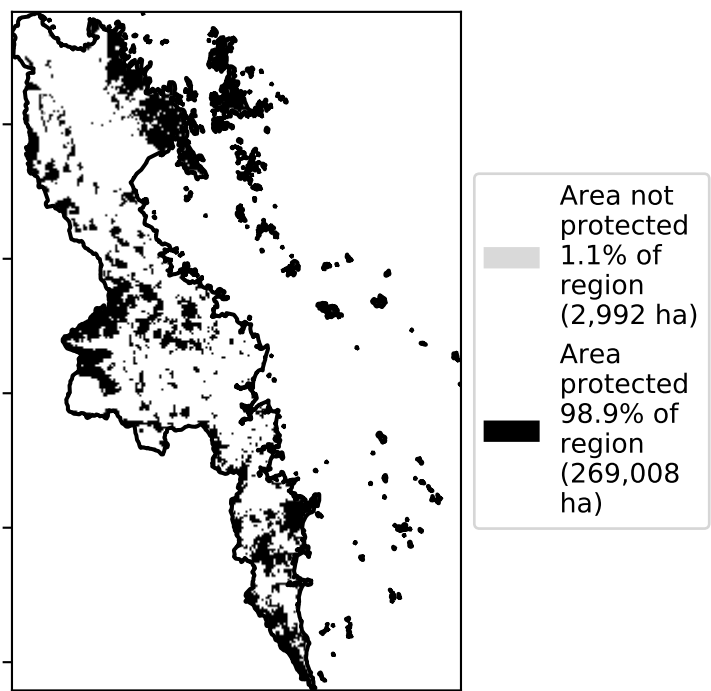 Area not
protected
1.1% of
region
(2,992 ha)
Area
protected
98.9% of
region
(269,008
ha)